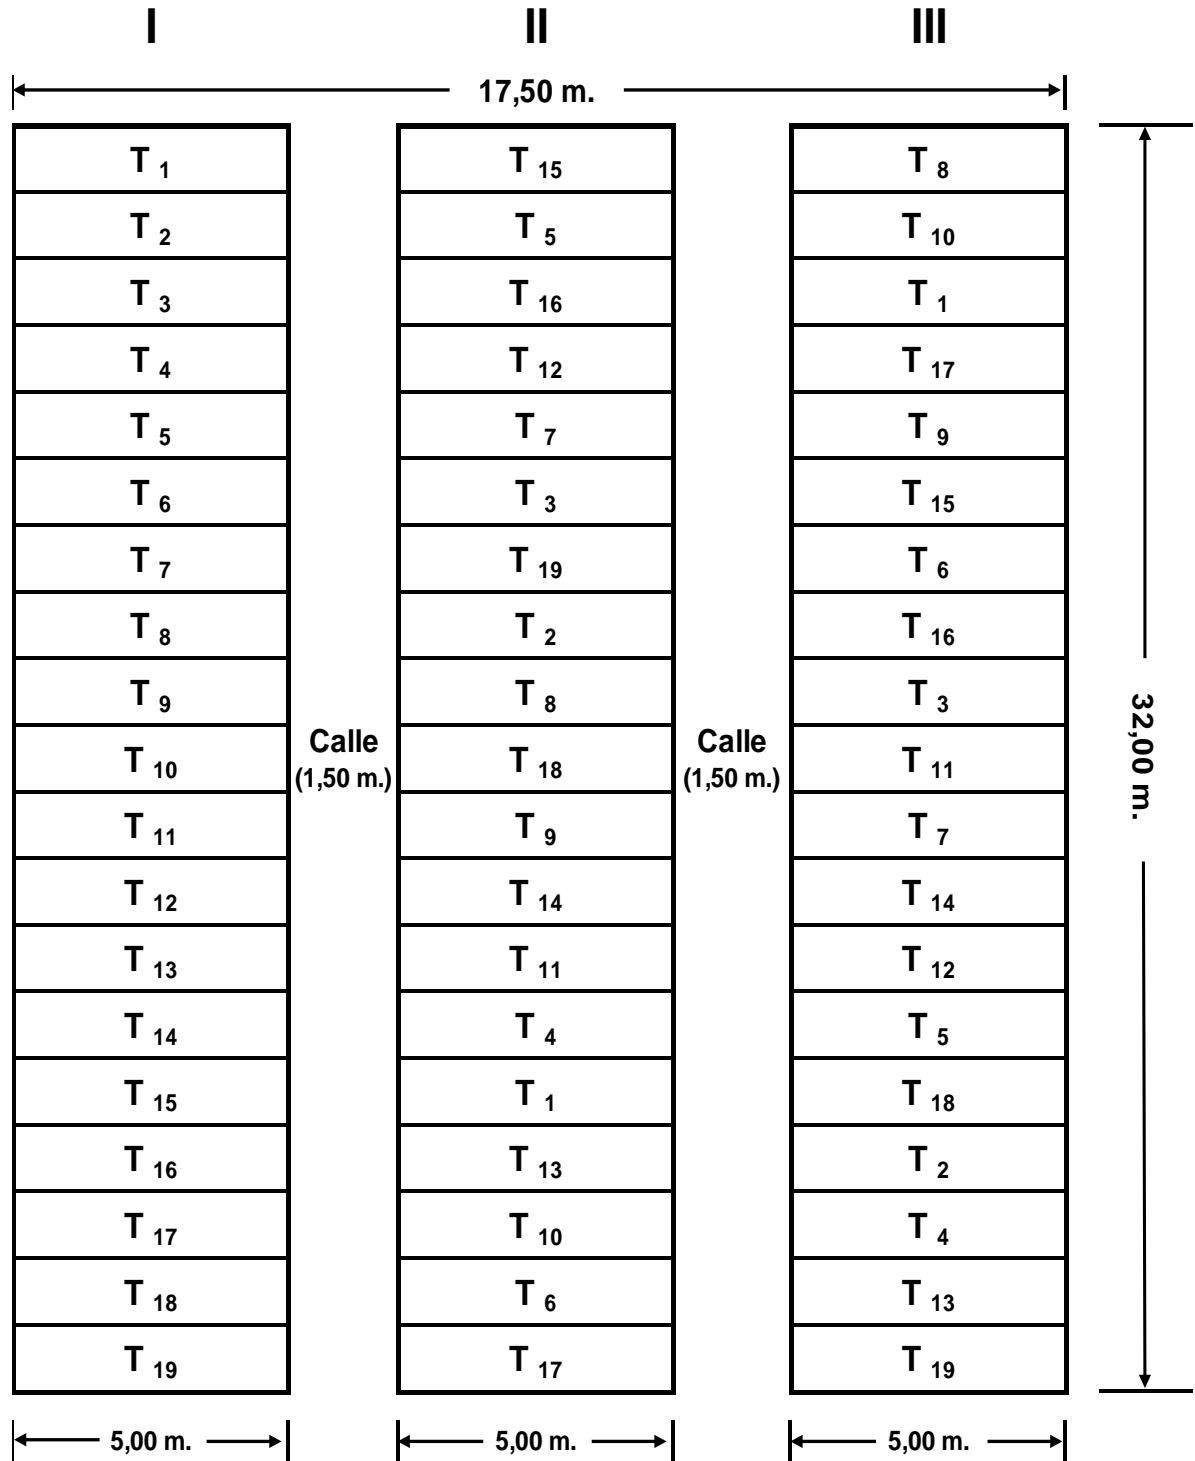 I II III
17,50 m.
T 1 T 15 T 8
T 2 T 5 T 10
T 3 T 16 T 1
T 4 T 12 T 17
T 5 T 7 T 9
T 6 T 3 T 15
T 7 T 19 T 6
T 8 T 2 T 16
T 9 T 8 T 3
32,00 m.
Calle Calle
T 10 T 18 T 11
(1,50 m.) (1,50 m.)
T 11 T 9 T 7
T 12 T 14 T 14
T 13 T 11 T 12
T 14 T 4 T 5
T 15 T 1 T 18
T 16 T 13 T 2
T 17 T 10 T 4
T 18 T 6 T 13
T 19 T 17 T 19
5,00 m. 5,00 m. 5,00 m.